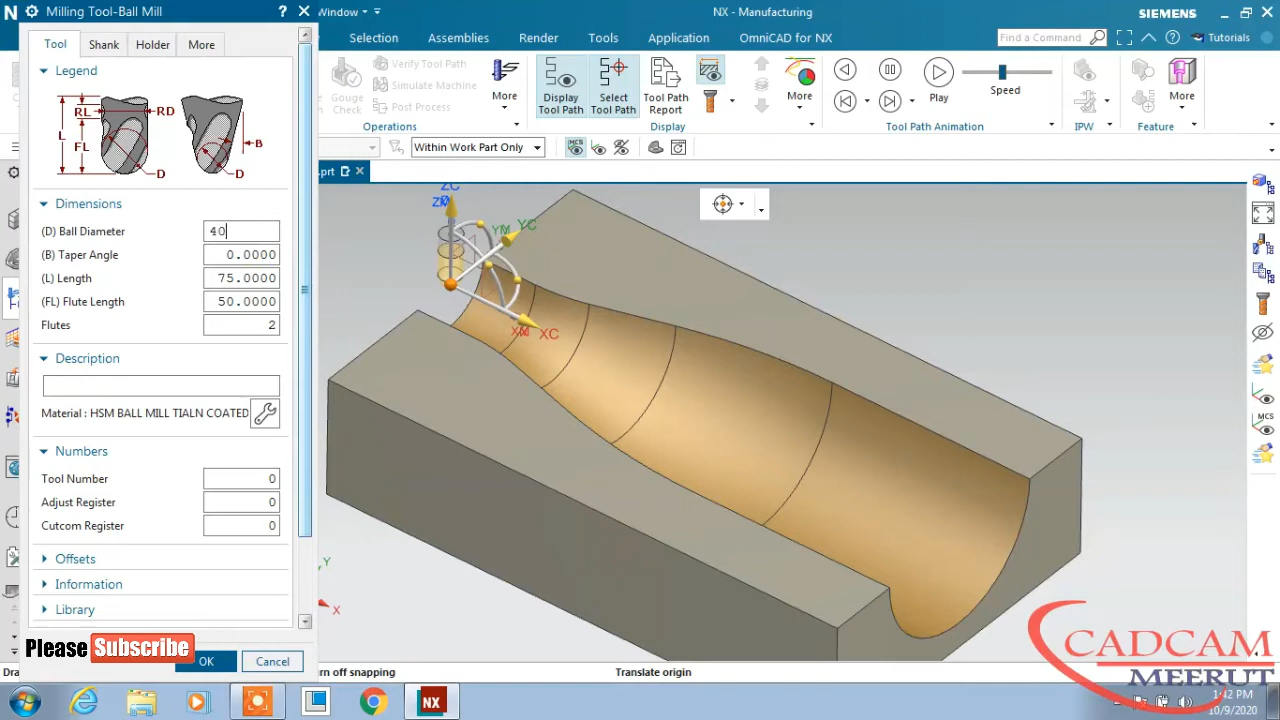 Milling Tool-Ball Mill
Window
NX - Manufacturing
SIEMENS
Tool
Shank
Holder
More
Selection
Assemblies
Render
Tools
Application
OmniCAD for NX
Find a Command
Tutorials
Legend
RL
RD
L
FL
D
B
D
Gouge
Check
Verify Tool Path
Simulate Machine
Post Process
More
Operations
Display
Tool Path
Select
Tool Path
Tool Path
Report
Display
More
Play
Speed
Tool Path Animation
IPW
More
Feature
Within Work Part Only
.prt
Dimensions
(D) Ball Diameter
40
(B) Taper Angle
0.0000
(L) Length
75.0000
(FL) Flute Length
50.0000
Flutes
2
Description
Material : HSM BALL MILL TIALN COATED
Numbers
Tool Number
0
Adjust Register
0
Cutcom Register
0
Offsets
Information
Library
ZC
YM
YC
XM
XC
Y
X
MCS
Please Subscribe
OK
Cancel
Dra
rn off snapping
Translate origin
CADCAM
MEERUT
NX
1:42 PM
10/9/2020